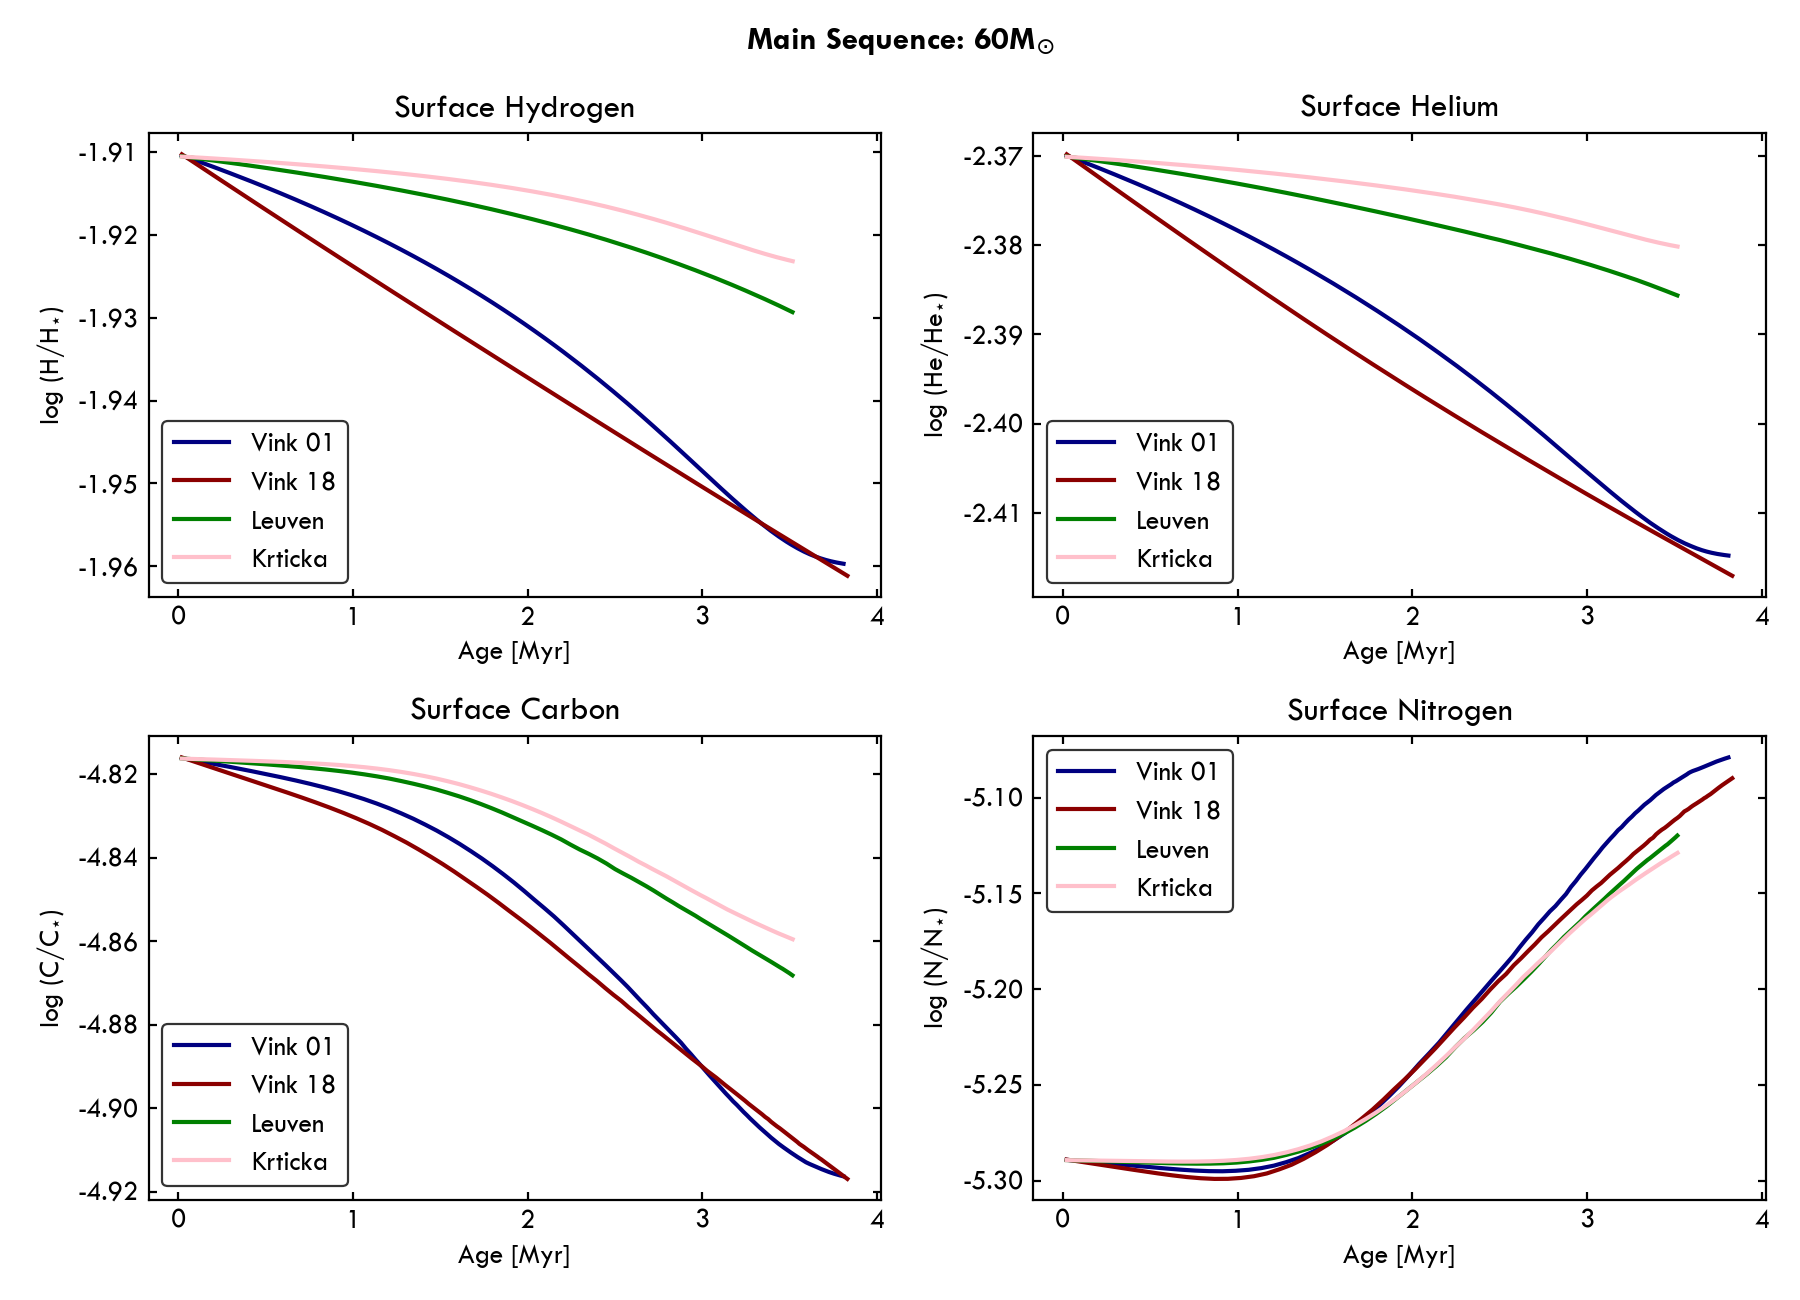 Main Sequence: 60M☉
Surface Hydrogen
-1.91
-1.92
-1.93
-1.94
-1.95
-1.96
log (H/H⋆)
Vink 01
Vink 18
Leuven
Krticka
0 1 2 3 4
Age [Myr]
Surface Helium
-2.37
-2.38
-2.39
-2.40
-2.41
log (He/He⋆)
Vink 01
Vink 18
Leuven
Krticka
0 1 2 3 4
Age [Myr]
Surface Carbon
-4.82
-4.84
-4.86
-4.88
-4.90
-4.92
log (C/C⋆)
Vink 01
Vink 18
Leuven
Krticka
0 1 2 3 4
Age [Myr]
Surface Nitrogen
-5.10
-5.15
-5.20
-5.25
-5.30
log (N/N⋆)
Vink 01
Vink 18
Leuven
Krticka
0 1 2 3 4
Age [Myr]